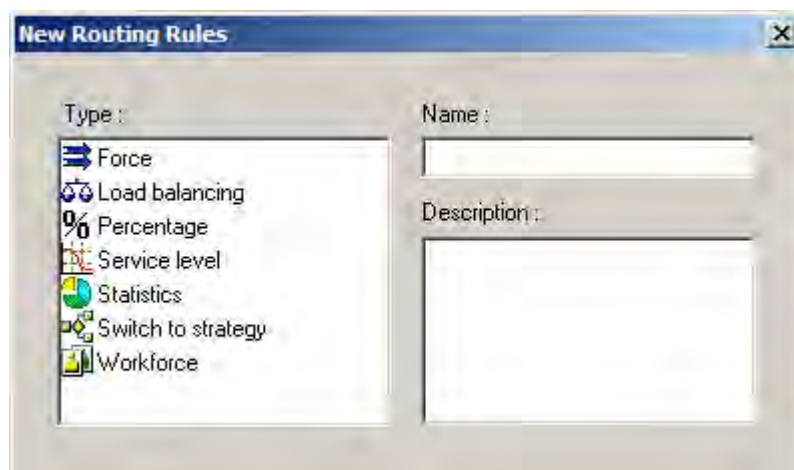 New Routing Rules
Type :
Force
Load balancing
Percentage
Service level
Statistics
Switch to strategy
Workforce
Name :
Description :